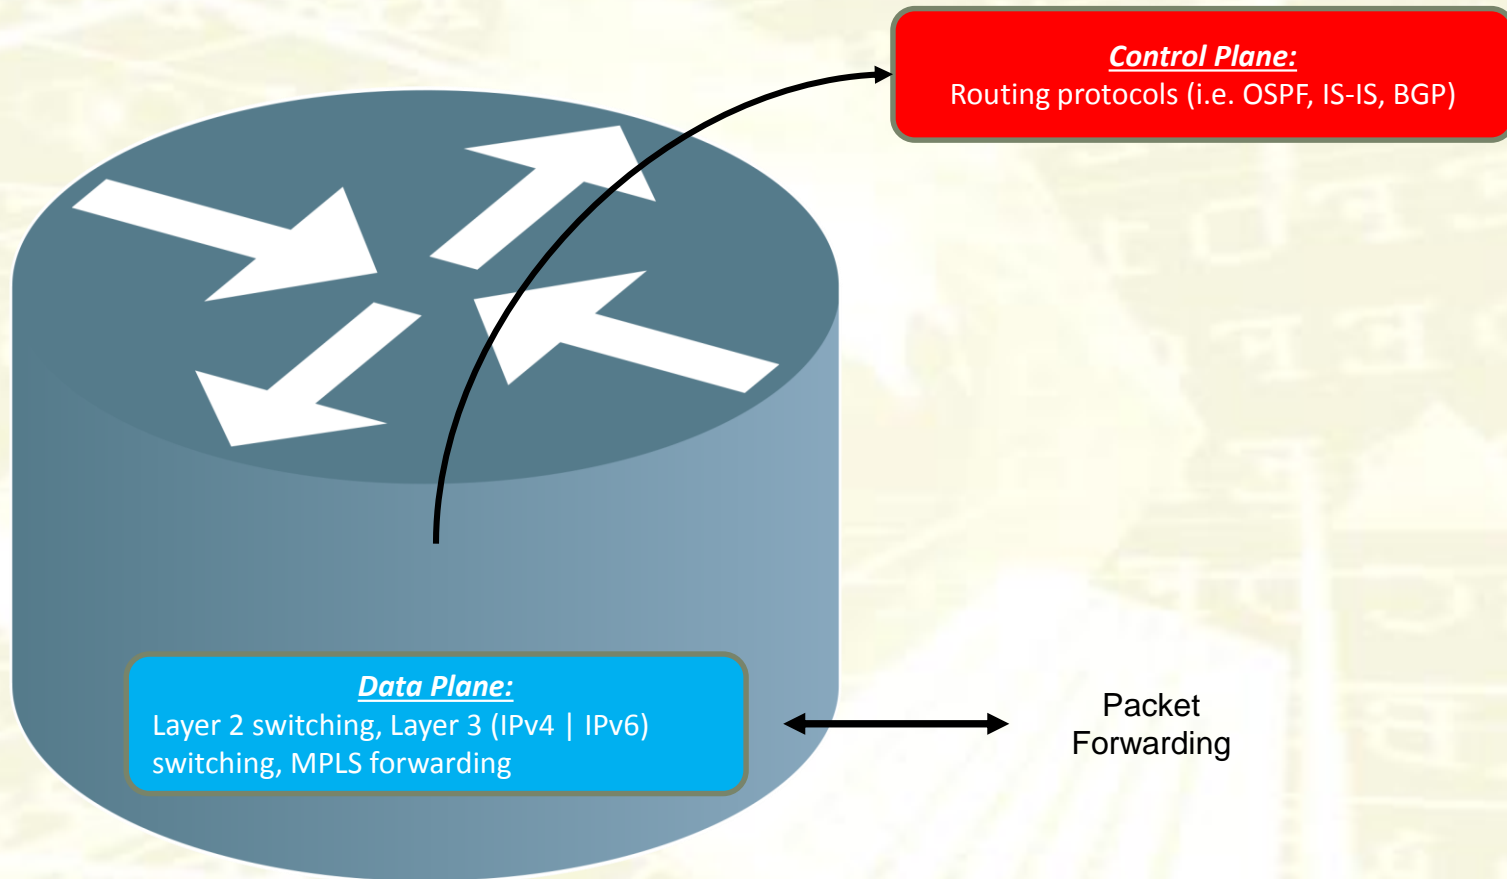 Control Plane:
Routing protocols (i.e. OSPF, IS-IS, BGP)
Data Plane:
Layer 2 switching, Layer 3 (IPv4 | IPv6)
switching, MPLS forwarding
Packet
Forwarding